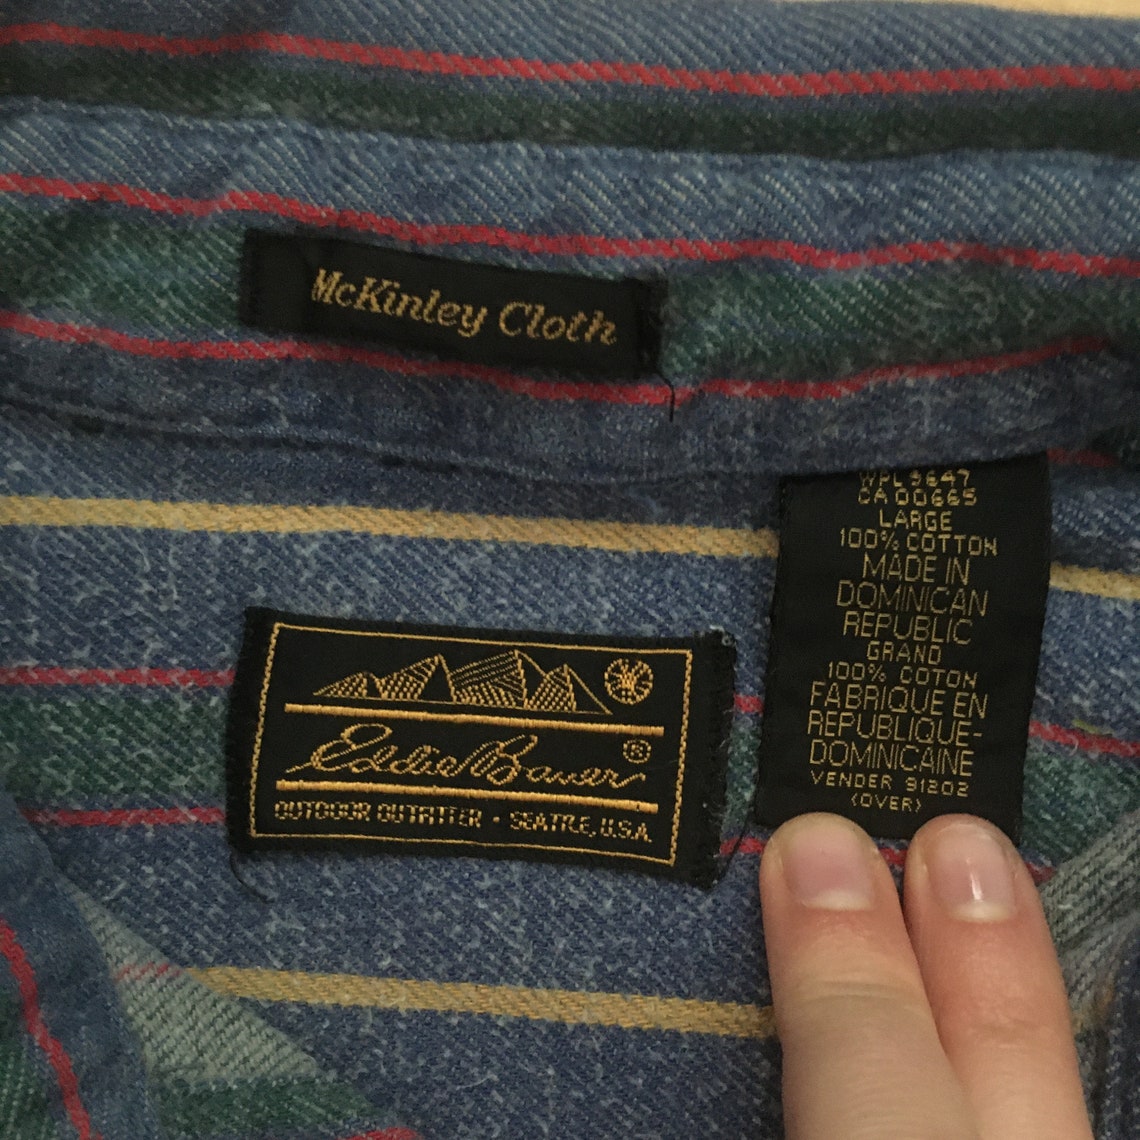 McKinley Cloth
WPL 5647
CA 00665
LARGE
100% COTTON
MADE IN
DOMINICAN
REPUBLIC
GRAND
100% COTON
FABRIQUE EN
REPUBLIQUE-
DOMINICAINE
VENDER 91202
(OVER)
Eddie Bauer ®
OUTDOOR OUTFITTER • SEATTLE, U.S.A.